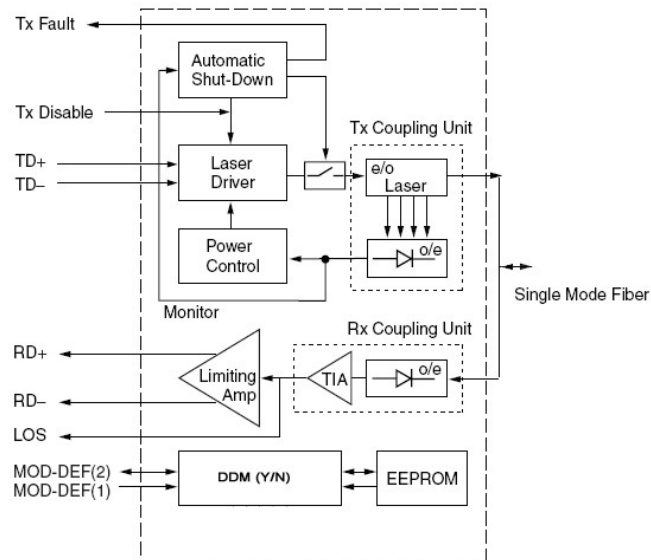 Tx Fault
Automatic
Shut-Down
Tx Disable
Tx Coupling Unit
TD+
TD–
Laser
Driver
e/o
Laser
Power
Control
o/e
Single Mode Fiber
Monitor
Rx Coupling Unit
RD+
RD–
Limiting
Amp
TIA
o/e
LOS
MOD-DEF(2)
MOD-DEF(1)
DDM (Y/N)
EEPROM